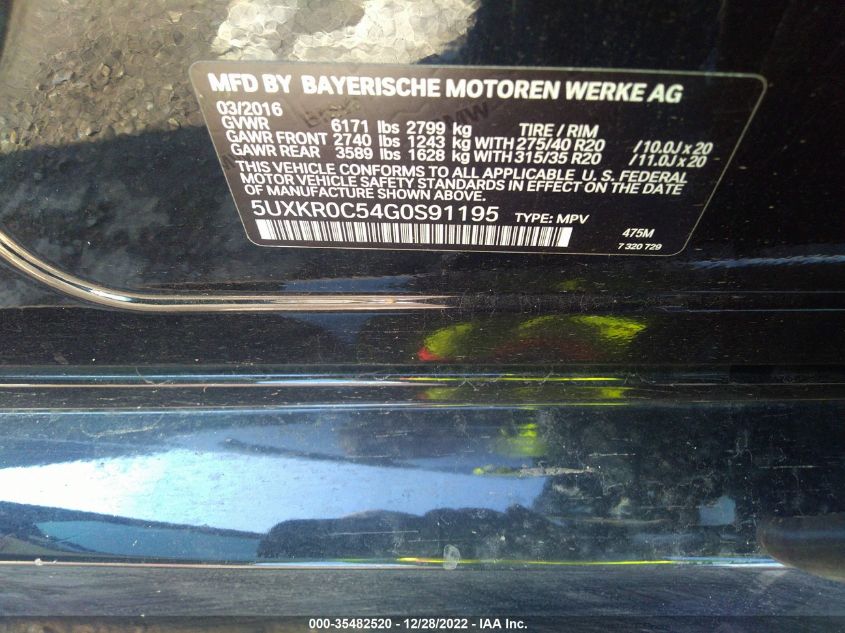 MFD BY BAYERISCHE MOTOREN WERKE AG
03/2016
GVWR 6171 lbs 2799 kg TIRE / RIM
GAWR FRONT 2740 lbs 1243 kg WITH 275/40 R20 /10.0J x 20
GAWR REAR 3589 lbs 1628 kg WITH 315/35 R20 /11.0J x 20
THIS VEHICLE CONFORMS TO ALL APPLICABLE U. S. FEDERAL
MOTOR VEHICLE SAFETY STANDARDS IN EFFECT ON THE DATE
OF MANUFACTURE SHOWN ABOVE.
5UXKR0C54G0S91195 TYPE: MPV
475M
7 320 729
000-35482520 - 12/28/2022 - IAA Inc.